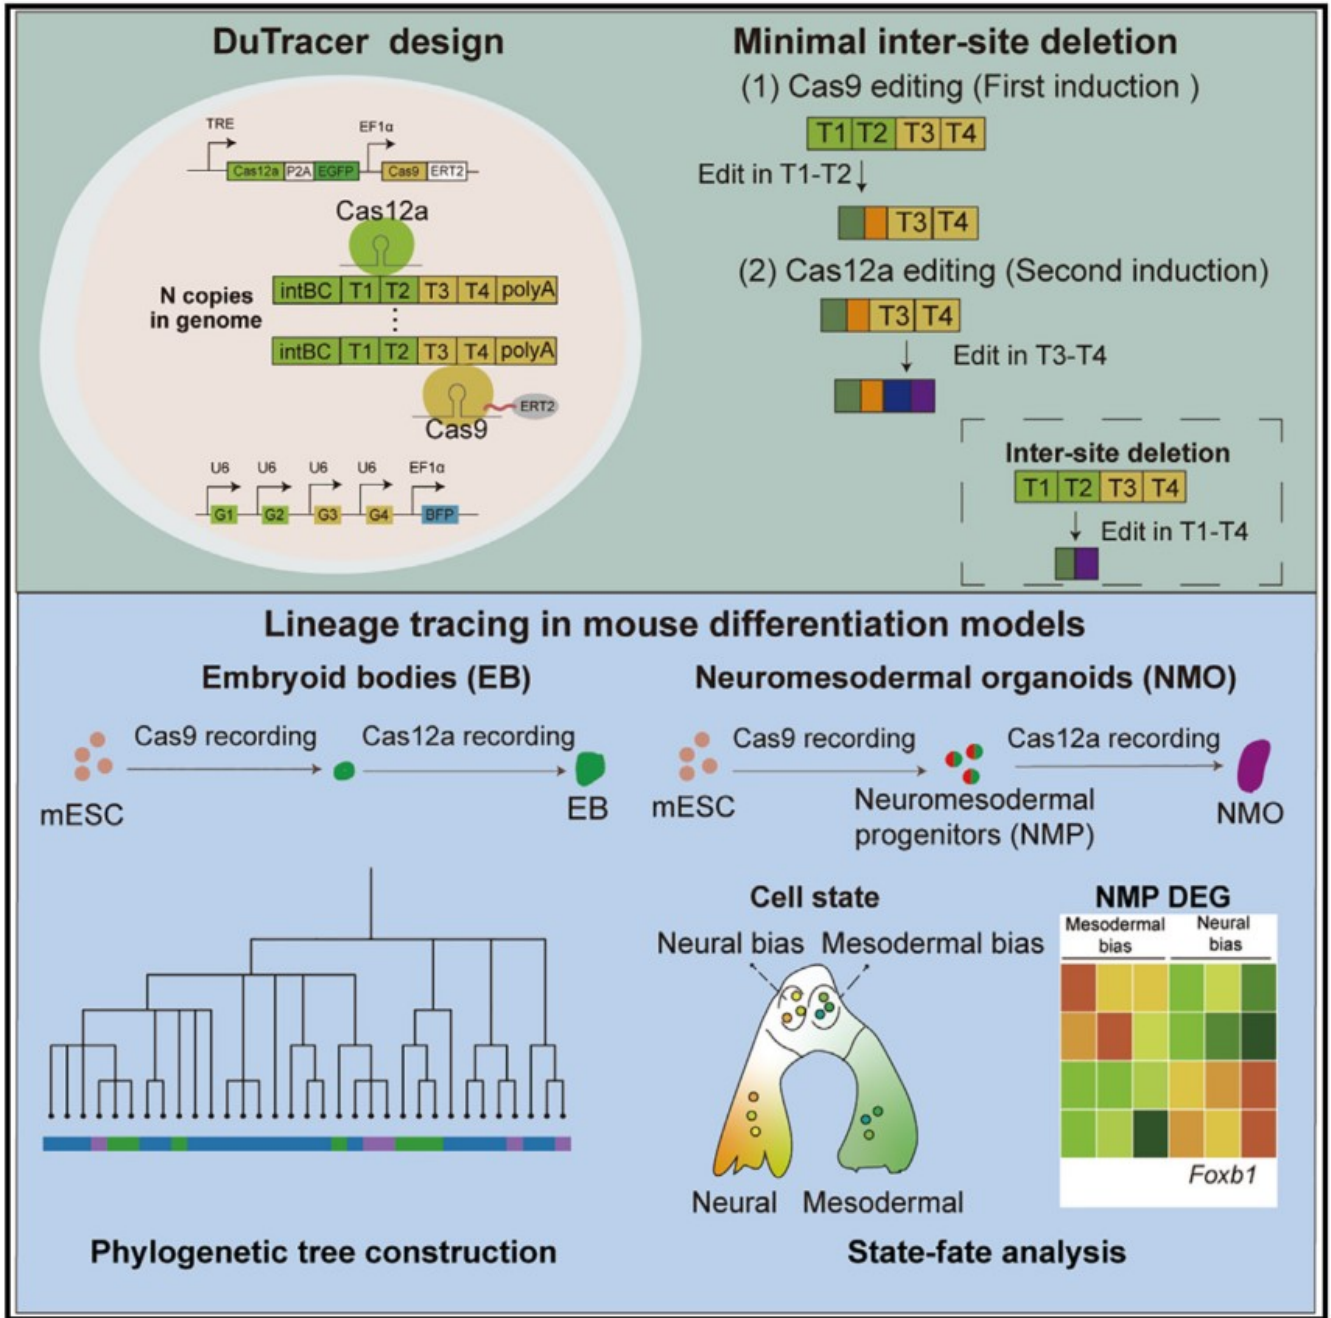 DuTracer design
TRE
EF1α
Cas12a P2A EGFP Cas9 ERT2
Cas12a
N copies
in genome
intBC T1 T2 T3 T4 polyA
intBC T1 T2 T3 T4 polyA
ERT2
Cas9
U6 U6 U6 U6 EF1α
G1 G2 G3 G4 BFP
Minimal inter-site deletion
(1) Cas9 editing (First induction )
T1 T2 T3 T4
Edit in T1-T2
T3 T4
(2) Cas12a editing (Second induction)
T3 T4
Edit in T3-T4
Inter-site deletion
T1 T2 T3 T4
Edit in T1-T4
Lineage tracing in mouse differentiation models
Embryoid bodies (EB)
Cas9 recording Cas12a recording
mESC
EB
Neuromesodermal organoids (NMO)
Cas9 recording Cas12a recording
mESC
Neuromesodermal
progenitors (NMP)
NMO
Phylogenetic tree construction
Cell state
Neural bias Mesodermal bias
Neural Mesodermal
NMP DEG
Mesodermal
bias
Neural
bias
Foxb1
State-fate analysis